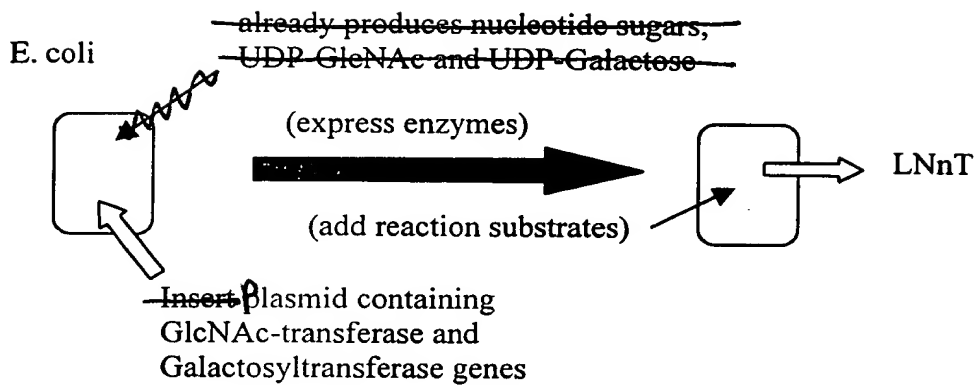 already produces nucleotide sugars,
E. coli
UDP-GlcNAc and UDP-Galactose
(express enzymes)
LNnT
(add reaction substrates)
Insert Plasmid containing
GlcNAc-transferase and
Galactosyltransferase genes